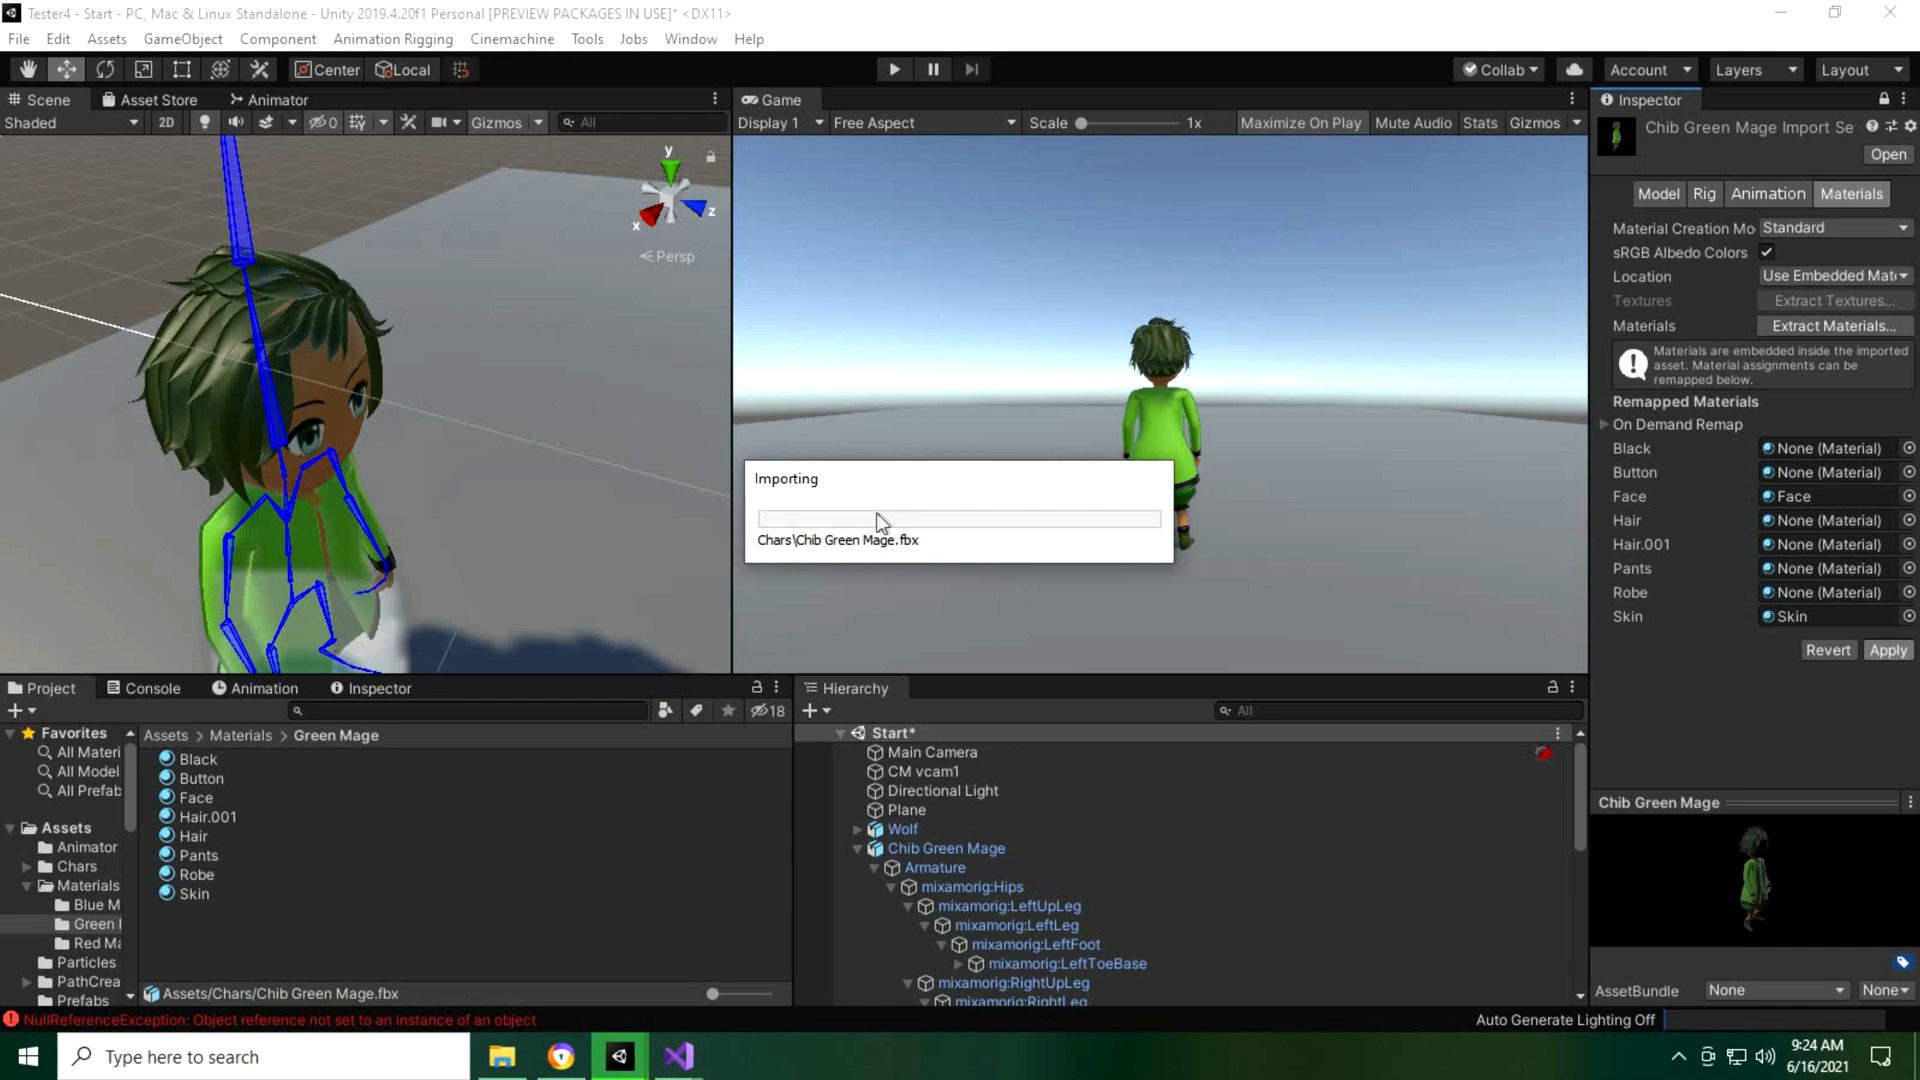 Tester4 - Start - PC, Mac & Linux Standalone - Unity 2019.4.20f1 Personal [PREVIEW PACKAGES IN USE]* <DX11>
File Edit Assets GameObject Component Animation Rigging Cinemachine Tools Jobs Window Help
Center Local Collab Account Layers Layout
Scene Asset Store Animator
Shaded 2D 0 Gizmos All
y
x
z
Persp
Game
Display 1 Free Aspect Scale 1x Maximize On Play Mute Audio Stats Gizmos
Importing
Chars\Chib Green Mage.fbx
Inspector
Chib Green Mage Import Se
Open
Model Rig Animation Materials
Material Creation Mo Standard
sRGB Albedo Colors
Location Use Embedded Mate
Textures Extract Textures...
Materials Extract Materials...
Materials are embedded inside the imported
asset. Material assignments can be
remapped below.
Remapped Materials
On Demand Remap
Black None (Material)
Button None (Material)
Face Face
Hair None (Material)
Hair.001 None (Material)
Pants None (Material)
Robe None (Material)
Skin Skin
Revert Apply
Project Console Animation Inspector
18
Favorites
All Materi
All Model
All Prefab
Assets
Animator
Chars
Materials
Blue M
Green
Red Ma
Particles
PathCrea
Prefabs
Assets > Materials > Green Mage
Black
Button
Face
Hair.001
Hair
Pants
Robe
Skin
Assets/Chars/Chib Green Mage.fbx
Hierarchy
All
Start*
Main Camera
CM vcam1
Directional Light
Plane
Wolf
Chib Green Mage
Armature
mixamorig:Hips
mixamorig:LeftUpLeg
mixamorig:LeftLeg
mixamorig:LeftFoot
mixamorig:LeftToeBase
mixamorig:RightUpLeg
mixamorig:RightLeg
Chib Green Mage
AssetBundle None None
NullReferenceException: Object reference not set to an instance of an object
Auto Generate Lighting Off
Type here to search
9:24 AM
6/16/2021